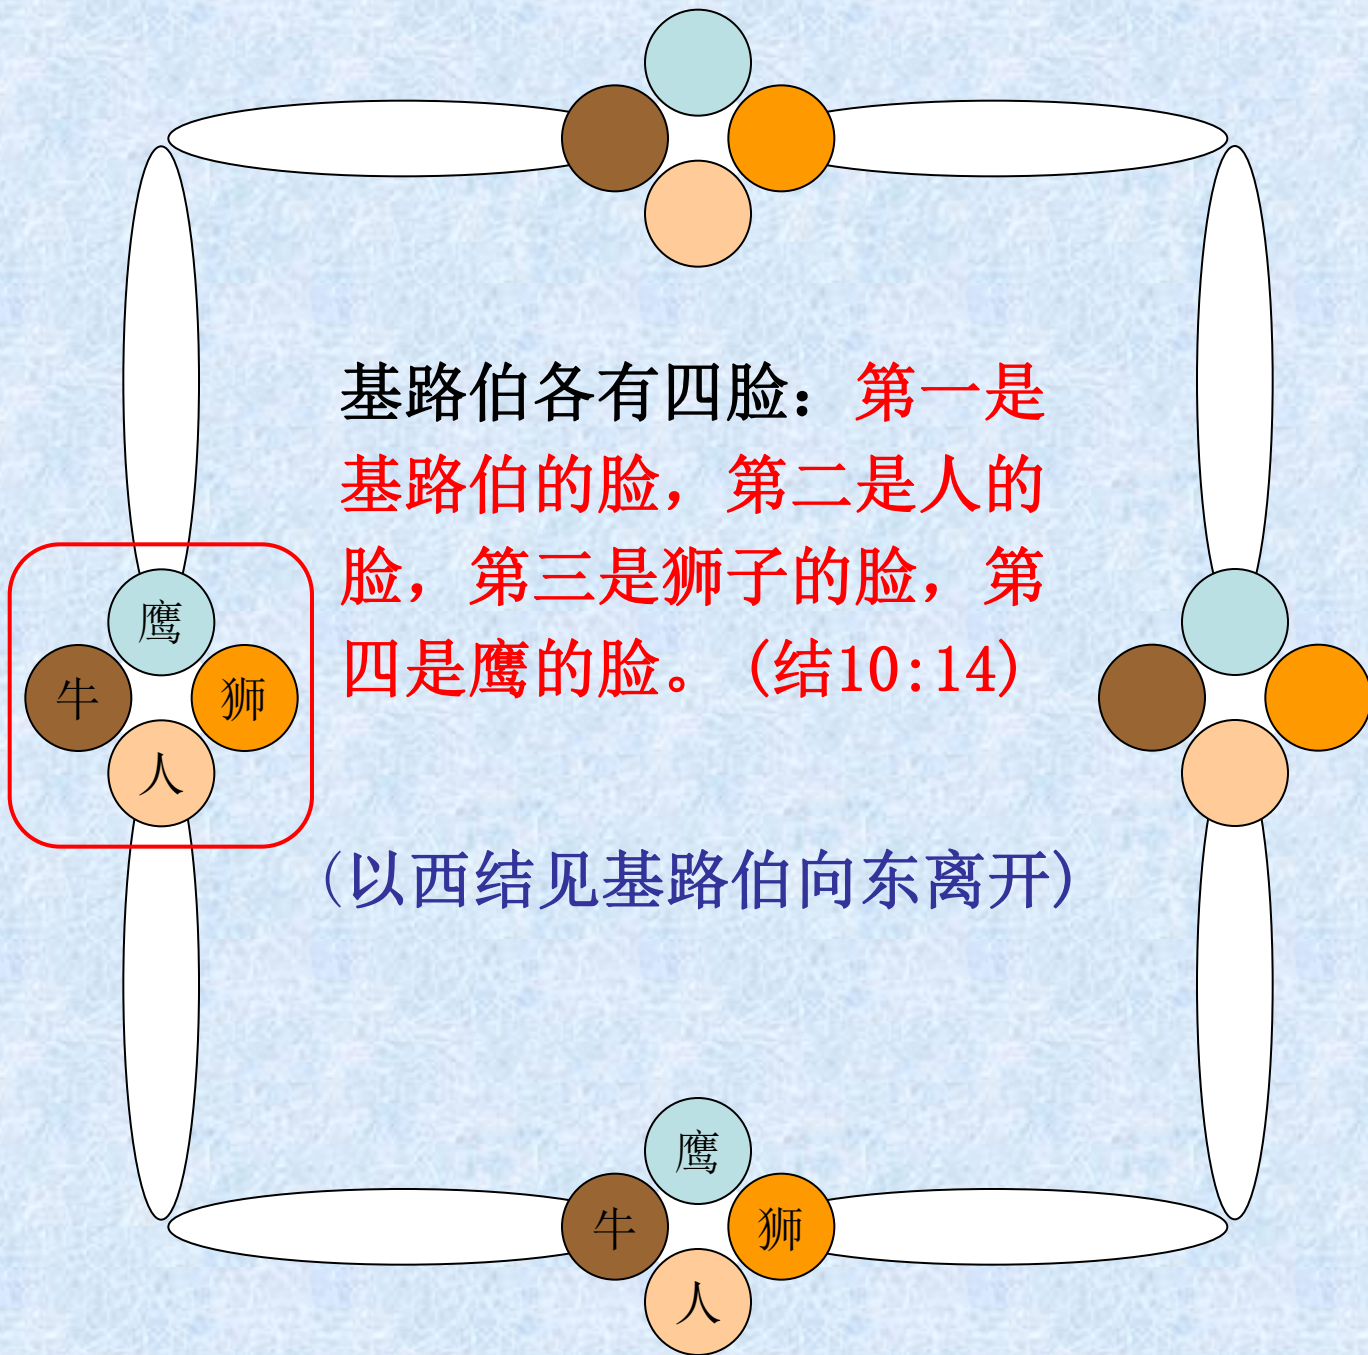 基路伯各有四脸：第一是
基路伯的脸，第二是人的
脸，第三是狮子的脸，第
四是鹰的脸。(结10:14)
鹰
牛
狮
人
(以西结见基路伯向东离开)
鹰
牛
狮
人